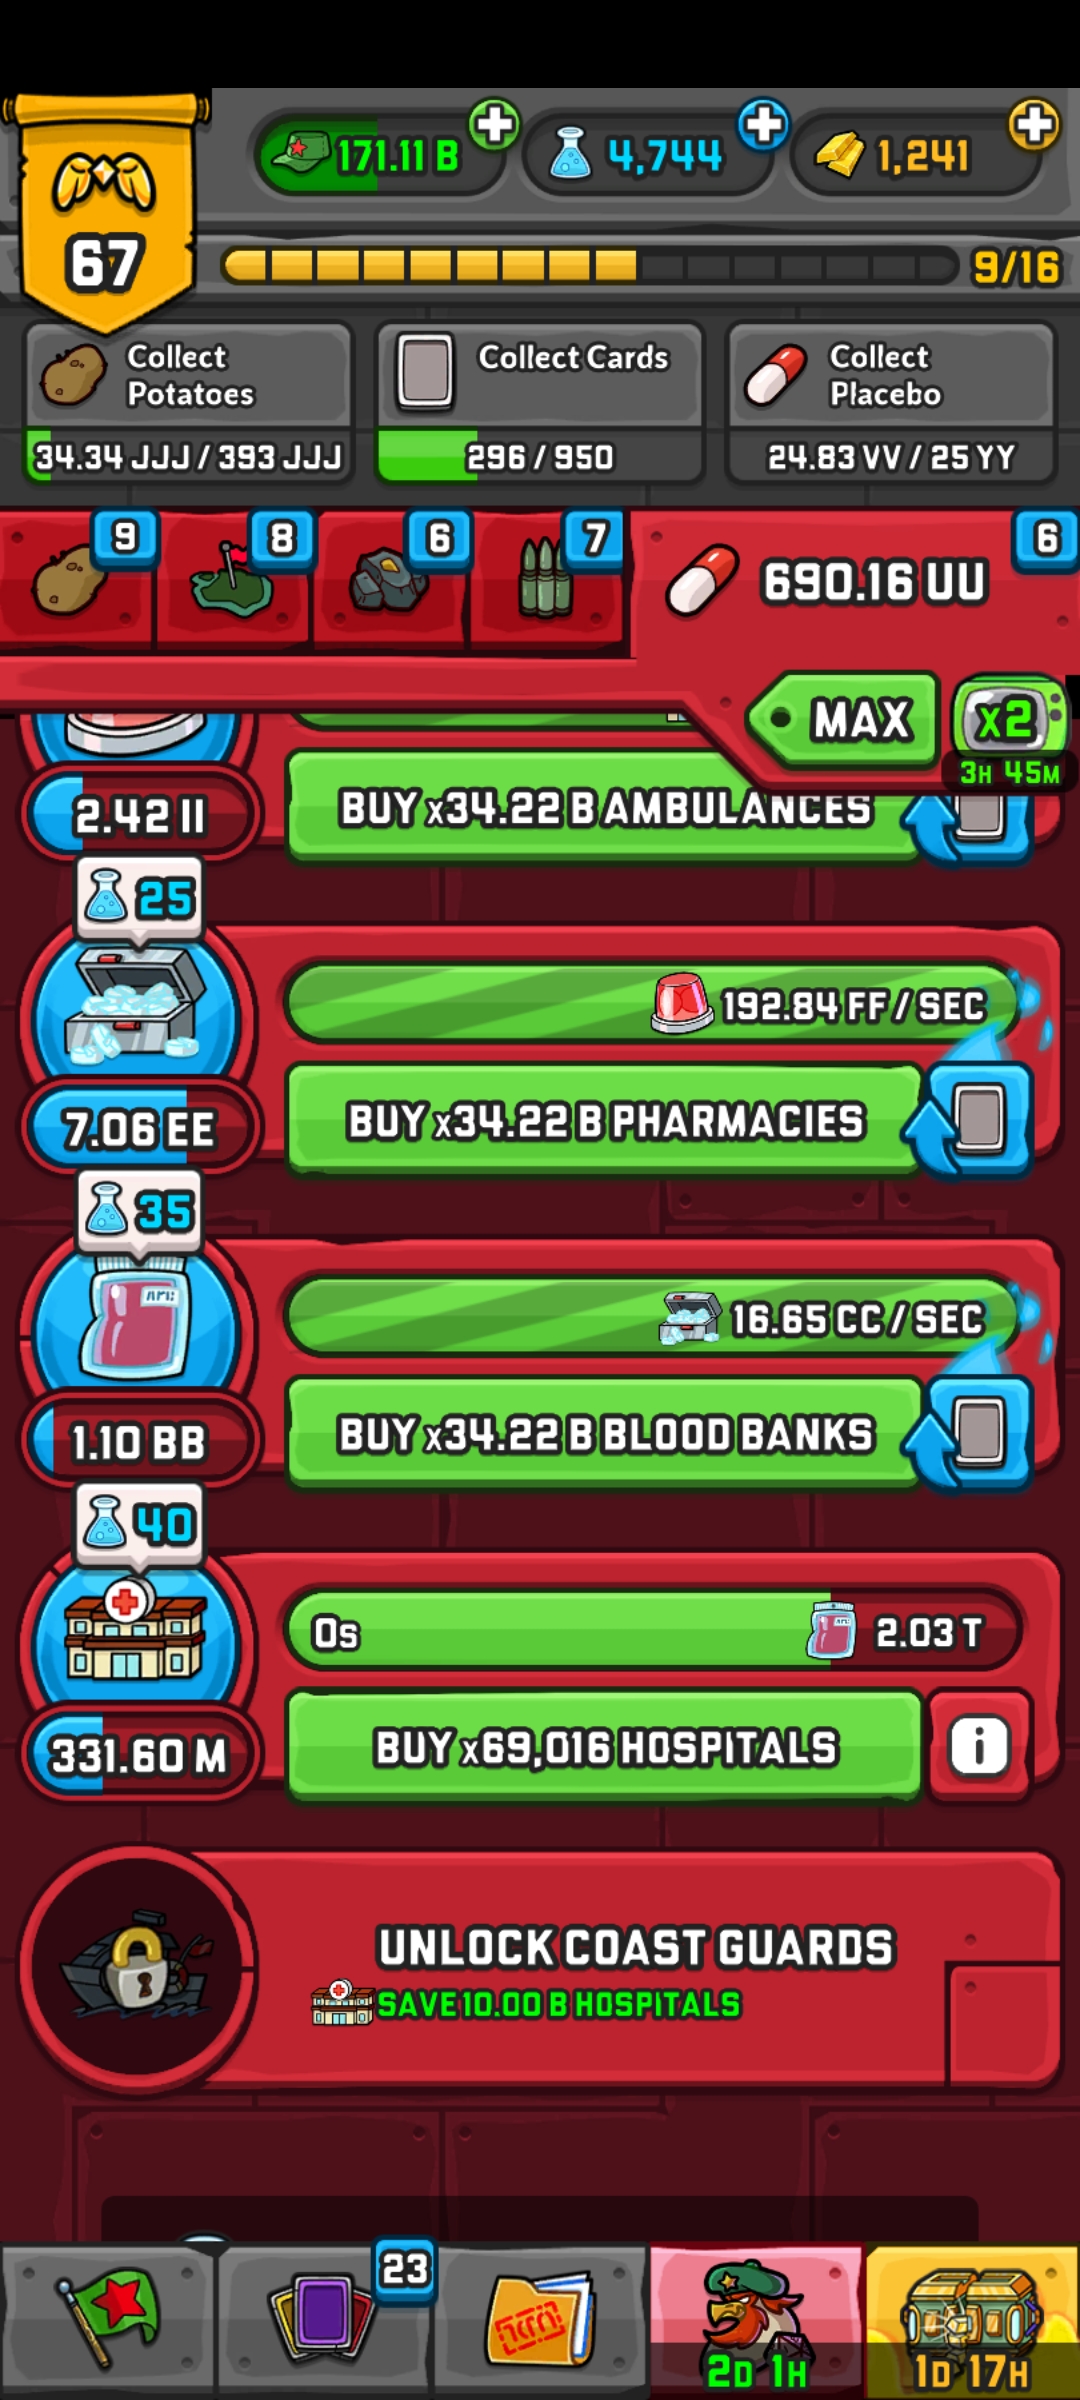 171.11 B
4,744
1,241
67
9/16
Collect
Potatoes
34.34 JJJ / 393 JJJ
Collect Cards
296 / 950
Collect
Placebo
24.83 VV / 25 YY
9
8
6
7
690.16 UU
6
MAX
x2
3H 45M
2.42 II
BUY x34.22 B AMBULANCES
25
192.84 FF / SEC
7.06 EE
BUY x34.22 B PHARMACIES
35
16.65 CC / SEC
1.10 BB
BUY x34.22 B BLOOD BANKS
40
0s
2.03 T
331.60 M
BUY x69,016 HOSPITALS
i
UNLOCK COAST GUARDS
SAVE 10.00 B HOSPITALS
23
2D 1H
1D 17H